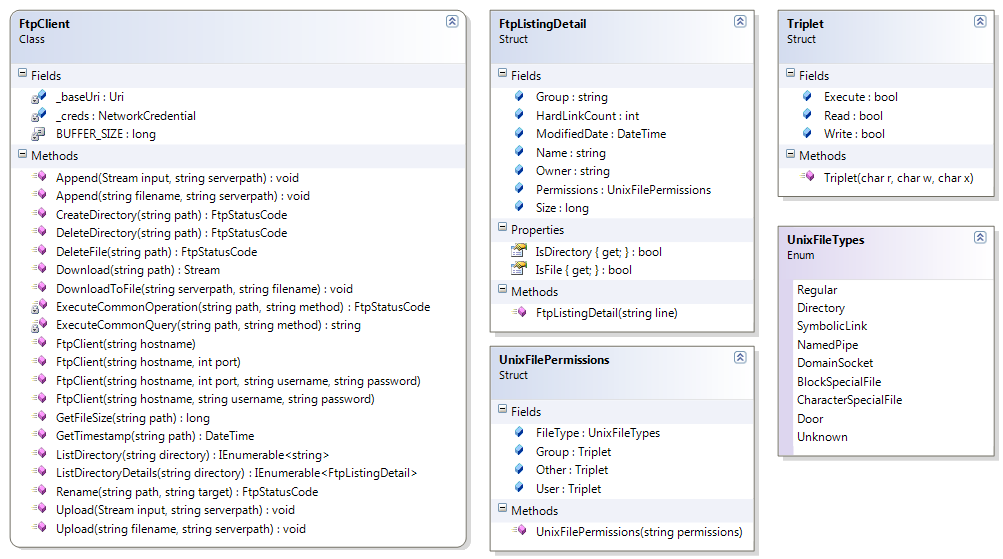 FtpClient
Class
Fields
_baseUri : Uri
_creds : NetworkCredential
BUFFER_SIZE : long
Methods
Append(Stream input, string serverpath) : void
Append(string filename, string serverpath) : void
CreateDirectory(string path) : FtpStatusCode
DeleteDirectory(string path) : FtpStatusCode
DeleteFile(string path) : FtpStatusCode
Download(string path) : Stream
DownloadToFile(string serverpath, string filename) : void
ExecuteCommonOperation(string path, string method) : FtpStatusCode
ExecuteCommonQuery(string path, string method) : string
FtpClient(string hostname)
FtpClient(string hostname, int port)
FtpClient(string hostname, int port, string username, string password)
FtpClient(string hostname, string username, string password)
GetFileSize(string path) : long
GetTimestamp(string path) : DateTime
ListDirectory(string directory) : IEnumerable<string>
ListDirectoryDetails(string directory) : IEnumerable<FtpListingDetail>
Rename(string path, string target) : FtpStatusCode
Upload(Stream input, string serverpath) : void
Upload(string filename, string serverpath) : void
FtpListingDetail
Struct
Fields
Group : string
HardLinkCount : int
ModifiedDate : DateTime
Name : string
Owner : string
Permissions : UnixFilePermissions
Size : long
Properties
IsDirectory { get; } : bool
IsFile { get; } : bool
Methods
FtpListingDetail(string line)
UnixFilePermissions
Struct
Fields
FileType : UnixFileTypes
Group : Triplet
Other : Triplet
User : Triplet
Methods
UnixFilePermissions(string permissions)
Triplet
Struct
Fields
Execute : bool
Read : bool
Write : bool
Methods
Triplet(char r, char w, char x)
UnixFileTypes
Enum
Regular
Directory
SymbolicLink
NamedPipe
DomainSocket
BlockSpecialFile
CharacterSpecialFile
Door
Unknown